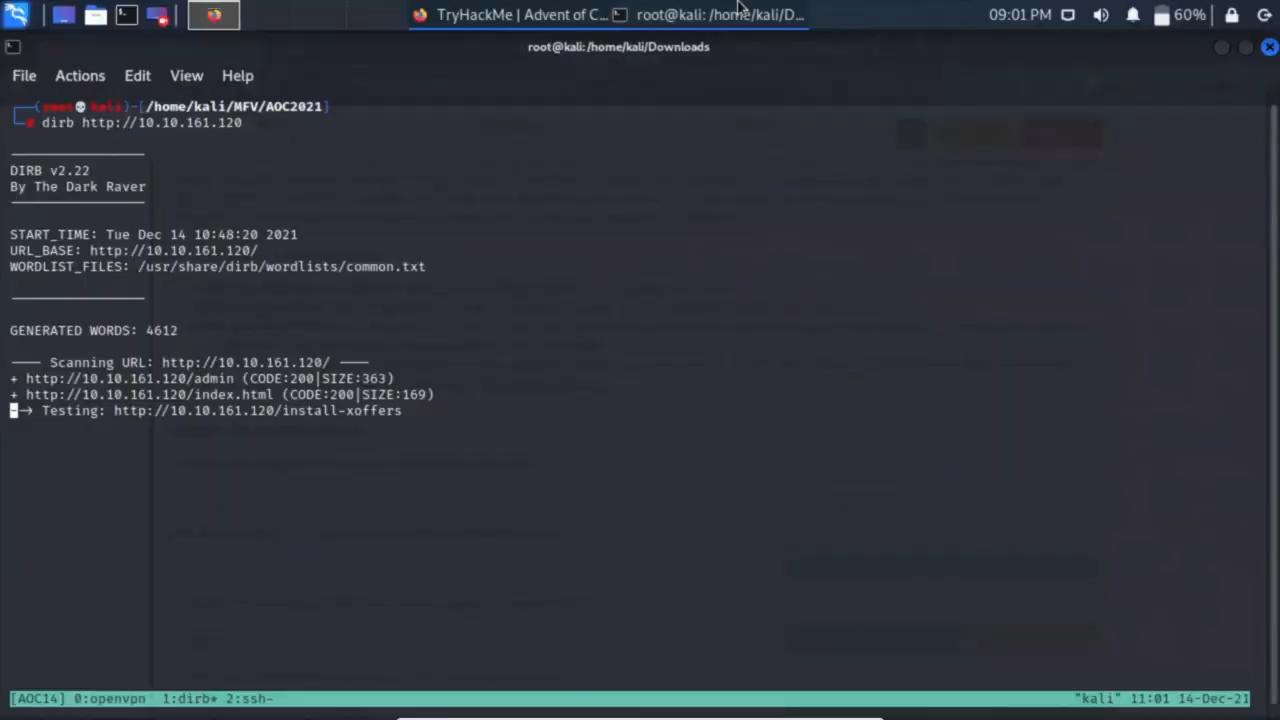 TryHackMe | Advent of C... root@kali: /home/kali/D... 09:01 PM 60%
root@kali:/home/kali/Downloads
File Actions Edit View Help
(root💀kali)-[/home/kali/MFV/AOC2021]
# dirb http://10.10.161.120
DIRB v2.22
By The Dark Raver
START_TIME: Tue Dec 14 10:48:20 2021
URL_BASE: http://10.10.161.120/
WORDLIST_FILES: /usr/share/dirb/wordlists/common.txt
GENERATED WORDS: 4612
---- Scanning URL: http://10.10.161.120/ ----
+ http://10.10.161.120/admin (CODE:200|SIZE:363)
+ http://10.10.161.120/index.html (CODE:200|SIZE:169)
--> Testing: http://10.10.161.120/install-xoffers
[AOC14] 0:openvpn 1:dirb* 2:ssh- "kali" 11:01 14-Dec-21